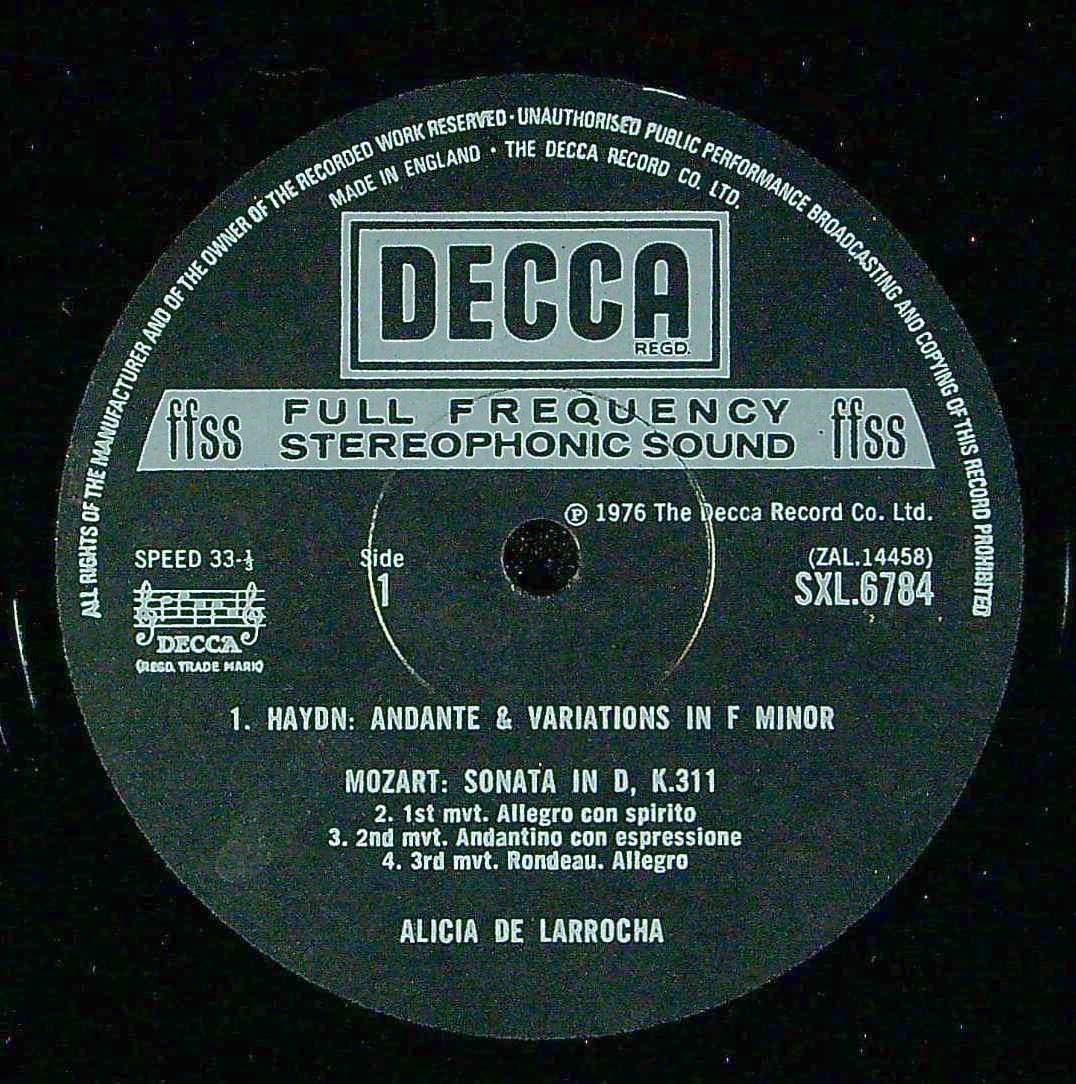 ALL RIGHTS OF THE MANUFACTURER AND OF THE OWNER OF THE RECORDED WORK RESERVED · UNAUTHORISED PUBLIC PERFORMANCE BROADCASTING AND COPYING OF THIS RECORD PROHIBITED
MADE IN ENGLAND · THE DECCA RECORD CO. LTD.
DECCA
REGD.
ffss FULL FREQUENCY STEREOPHONIC SOUND ffss
℗ 1976 The Decca Record Co. Ltd.
SPEED 33-⅓
Side
1
(ZAL.14458)
SXL.6784
DECCA
(REGD. TRADE MARK)
1. HAYDN: ANDANTE & VARIATIONS IN F MINOR
MOZART: SONATA IN D, K.311
2. 1st mvt. Allegro con spirito
3. 2nd mvt. Andantino con espressione
4. 3rd mvt. Rondeau. Allegro
ALICIA DE LARROCHA